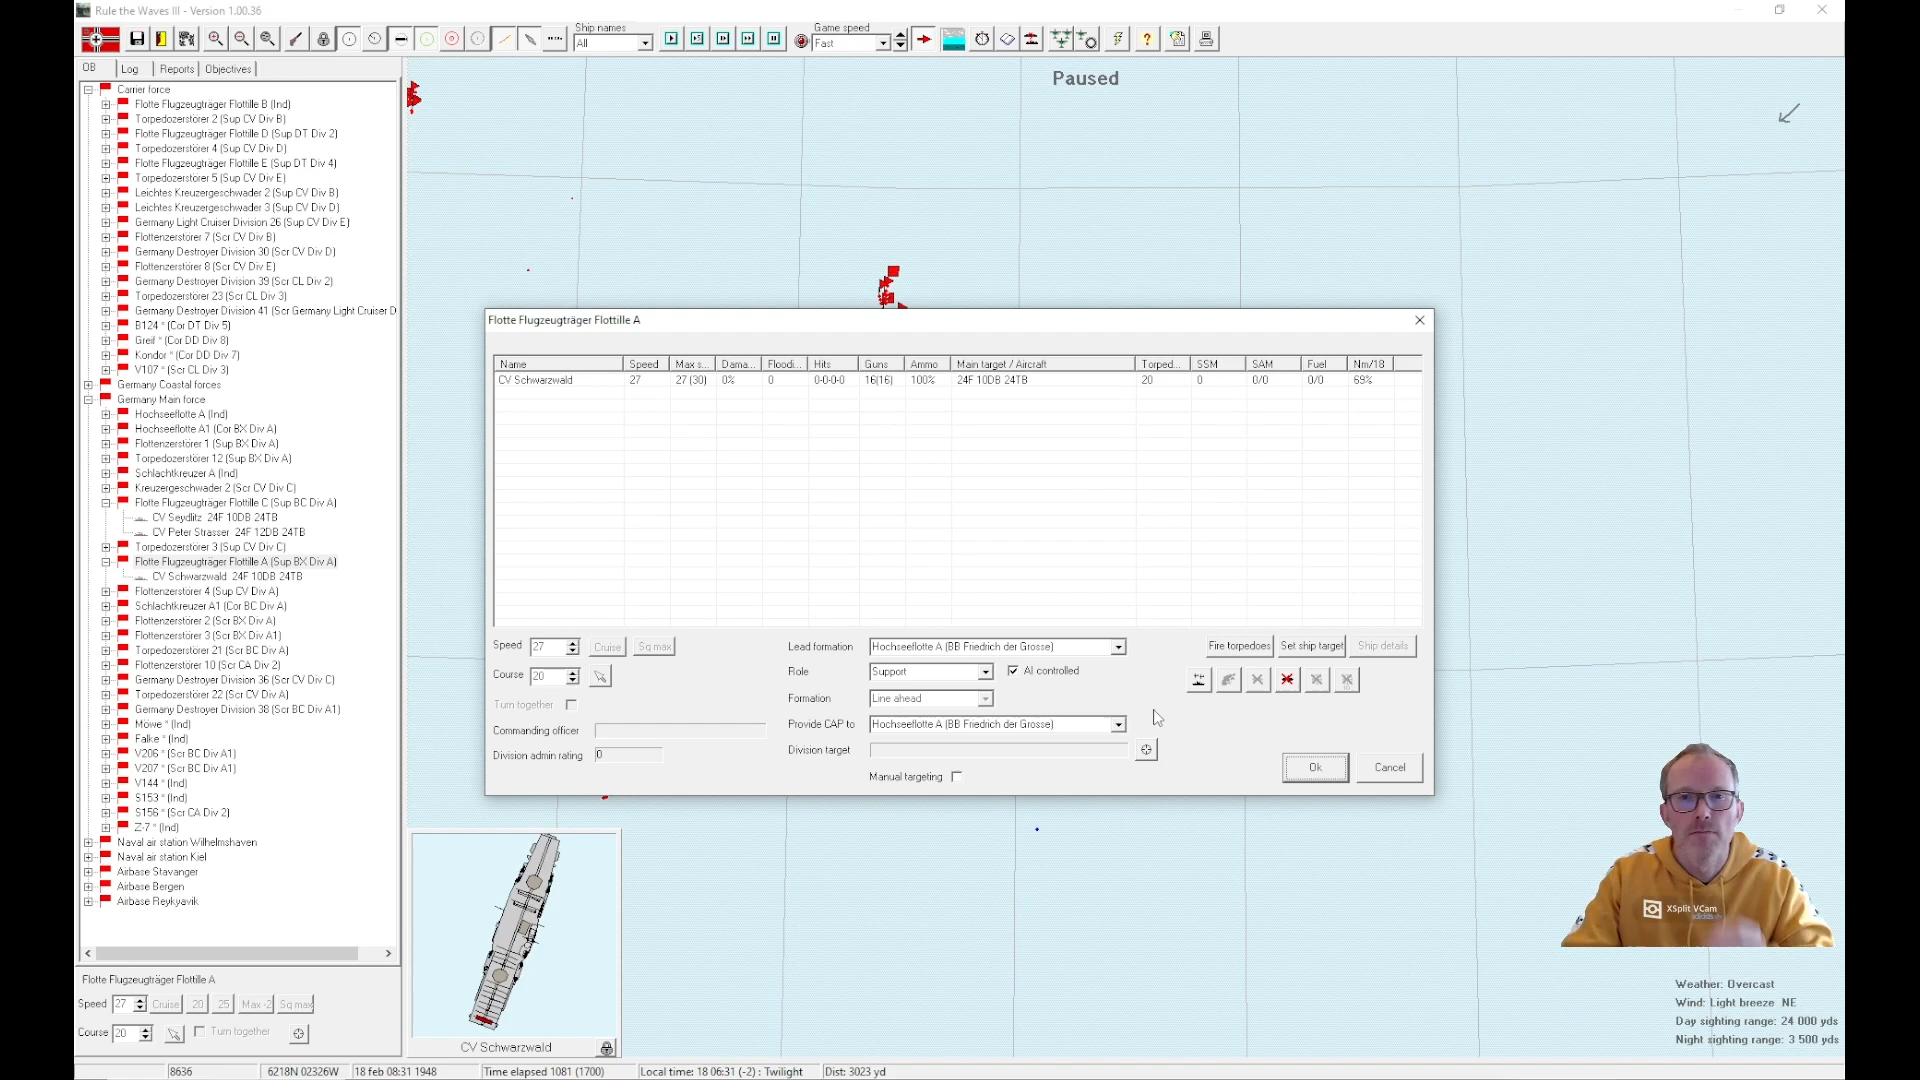 Rule the Waves III - Version 1.00.36
Ship names
All
Game speed
Fast
OB
Log
Reports
Objectives
Carrier force
Flotte Flugzeugträger Flottille B (Ind)
Torpedozerstörer 2 (Sup CV Div B)
Flotte Flugzeugträger Flottille D (Sup DT Div 2)
Torpedozerstörer 4 (Sup CV Div D)
Flotte Flugzeugträger Flottille E (Sup DT Div 4)
Torpedozerstörer 5 (Sup CV Div E)
Leichtes Kreuzergeschwader 2 (Sup CV Div B)
Leichtes Kreuzergeschwader 3 (Sup CV Div D)
Germany Light Cruiser Division 26 (Sup CV Div E)
Flottenzerstörer 7 (Scr CV Div B)
Germany Destroyer Division 30 (Scr CV Div D)
Flottenzerstörer 8 (Scr CV Div E)
Germany Destroyer Division 39 (Scr CL Div 2)
Torpedozerstörer 23 (Scr CL Div 3)
Germany Destroyer Division 41 (Scr Germany Light Cruiser D
B124 * (Cor DT Div 5)
Greif * (Cor DD Div 8)
Kondor * (Cor DD Div 7)
V107 * (Scr CL Div 3)
Germany Coastal forces
Germany Main force
Hochseeflotte A (Ind)
Hochseeflotte A1 (Cor BX Div A)
Flottenzerstörer 1 (Sup BX Div A)
Torpedozerstörer 12 (Sup BX Div A)
Schlachtkreuzer A (Ind)
Kreuzergeschwader 2 (Scr CV Div C)
Flotte Flugzeugträger Flottille C (Sup BC Div A)
CV Seydlitz 24F 10DB 24TB
CV Peter Strasser 24F 12DB 24TB
Torpedozerstörer 3 (Sup CV Div C)
Flotte Flugzeugträger Flottille A (Sup BX Div A)
CV Schwarzwald 24F 10DB 24TB
Flottenzerstörer 4 (Sup CV Div A)
Schlachtkreuzer A1 (Cor BC Div A)
Flottenzerstörer 2 (Scr BX Div A)
Flottenzerstörer 3 (Scr BX Div A1)
Torpedozerstörer 21 (Scr BC Div A)
Flottenzerstörer 10 (Scr CA Div 2)
Germany Destroyer Division 36 (Scr CV Div C)
Torpedozerstörer 22 (Scr CV Div A)
Germany Destroyer Division 38 (Scr BC Div A1)
Möwe * (Ind)
Falke * (Ind)
V206 * (Scr BC Div A1)
V207 * (Scr BC Div A1)
V144 * (Ind)
S153 * (Ind)
S156 * (Scr CA Div 2)
Z-7 * (Ind)
Naval air station Wilhelmshaven
Naval air station Kiel
Airbase Stavanger
Airbase Bergen
Airbase Reykyavik
Flotte Flugzeugträger Flottille A
Speed 27 Cruise 20 25 Max -2 Sq max
Course 20 Turn together
Paused
Flotte Flugzeugträger Flottille A
Name Speed Max s... Dama... Floodi... Hits Guns Ammo Main target / Aircraft Torped... SSM SAM Fuel Nm/18
CV Schwarzwald 27 27 (30) 0% 0 0-0-0-0 16(16) 100% 24F 10DB 24TB 20 0 0/0 0/0 69%
Speed 27 Cruise Sq max
Course 20
Turn together
Commanding officer
Division admin rating 0
Lead formation Hochseeflotte A (BB Friedrich der Grosse)
Role Support AI controlled
Formation Line ahead
Provide CAP to Hochseeflotte A (BB Friedrich der Grosse)
Division target
Manual targeting
Fire torpedoes Set ship target Ship details
Ok Cancel
CV Schwarzwald
XSplit VCam
Weather: Overcast
Wind: Light breeze NE
Day sighting range: 24 000 yds
Night sighting range: 3 500 yds
8636 6218N 02326W 18 feb 08:31 1948 Time elapsed 1081 (1700) Local time: 18 06:31 (-2) : Twilight Dist: 3023 yd